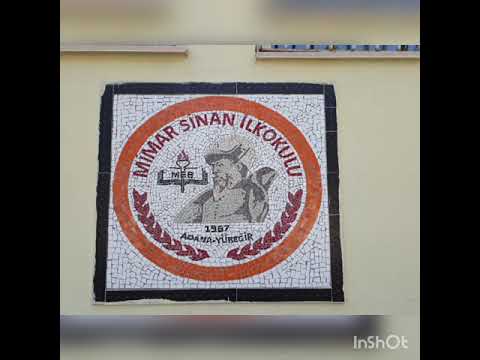 MİMAR SİNAN İLKOKULU
MEB
1967
ADANA-YÜREĞİR
InShOt